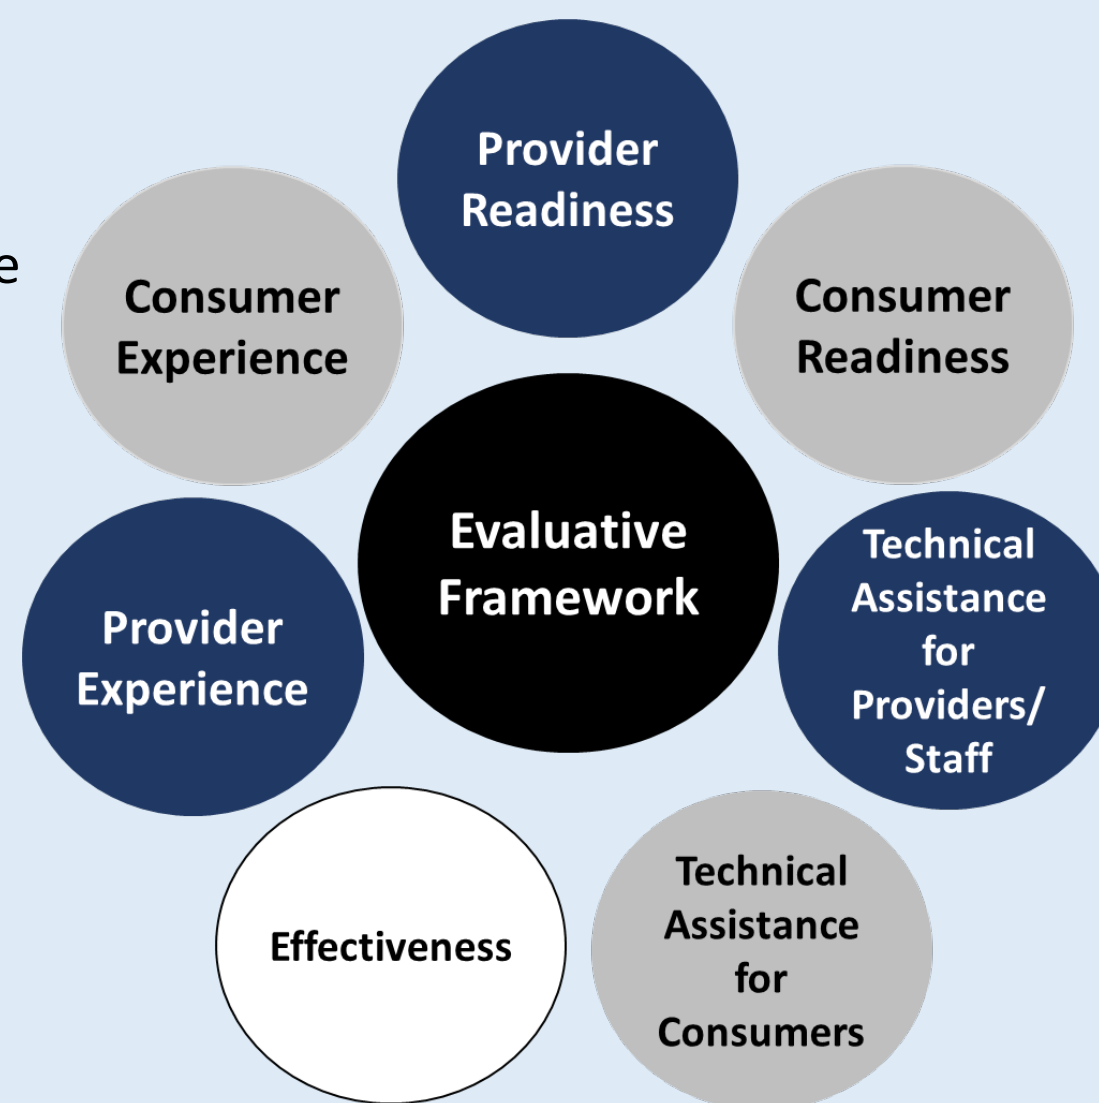 Provider
Readiness
e
Consumer
Experience
Consumer
Readiness
Evaluative
Framework
Technical
Assistance
for
Providers/
Staff
Provider
Experience
Effectiveness
Technical
Assistance
for
Consumers